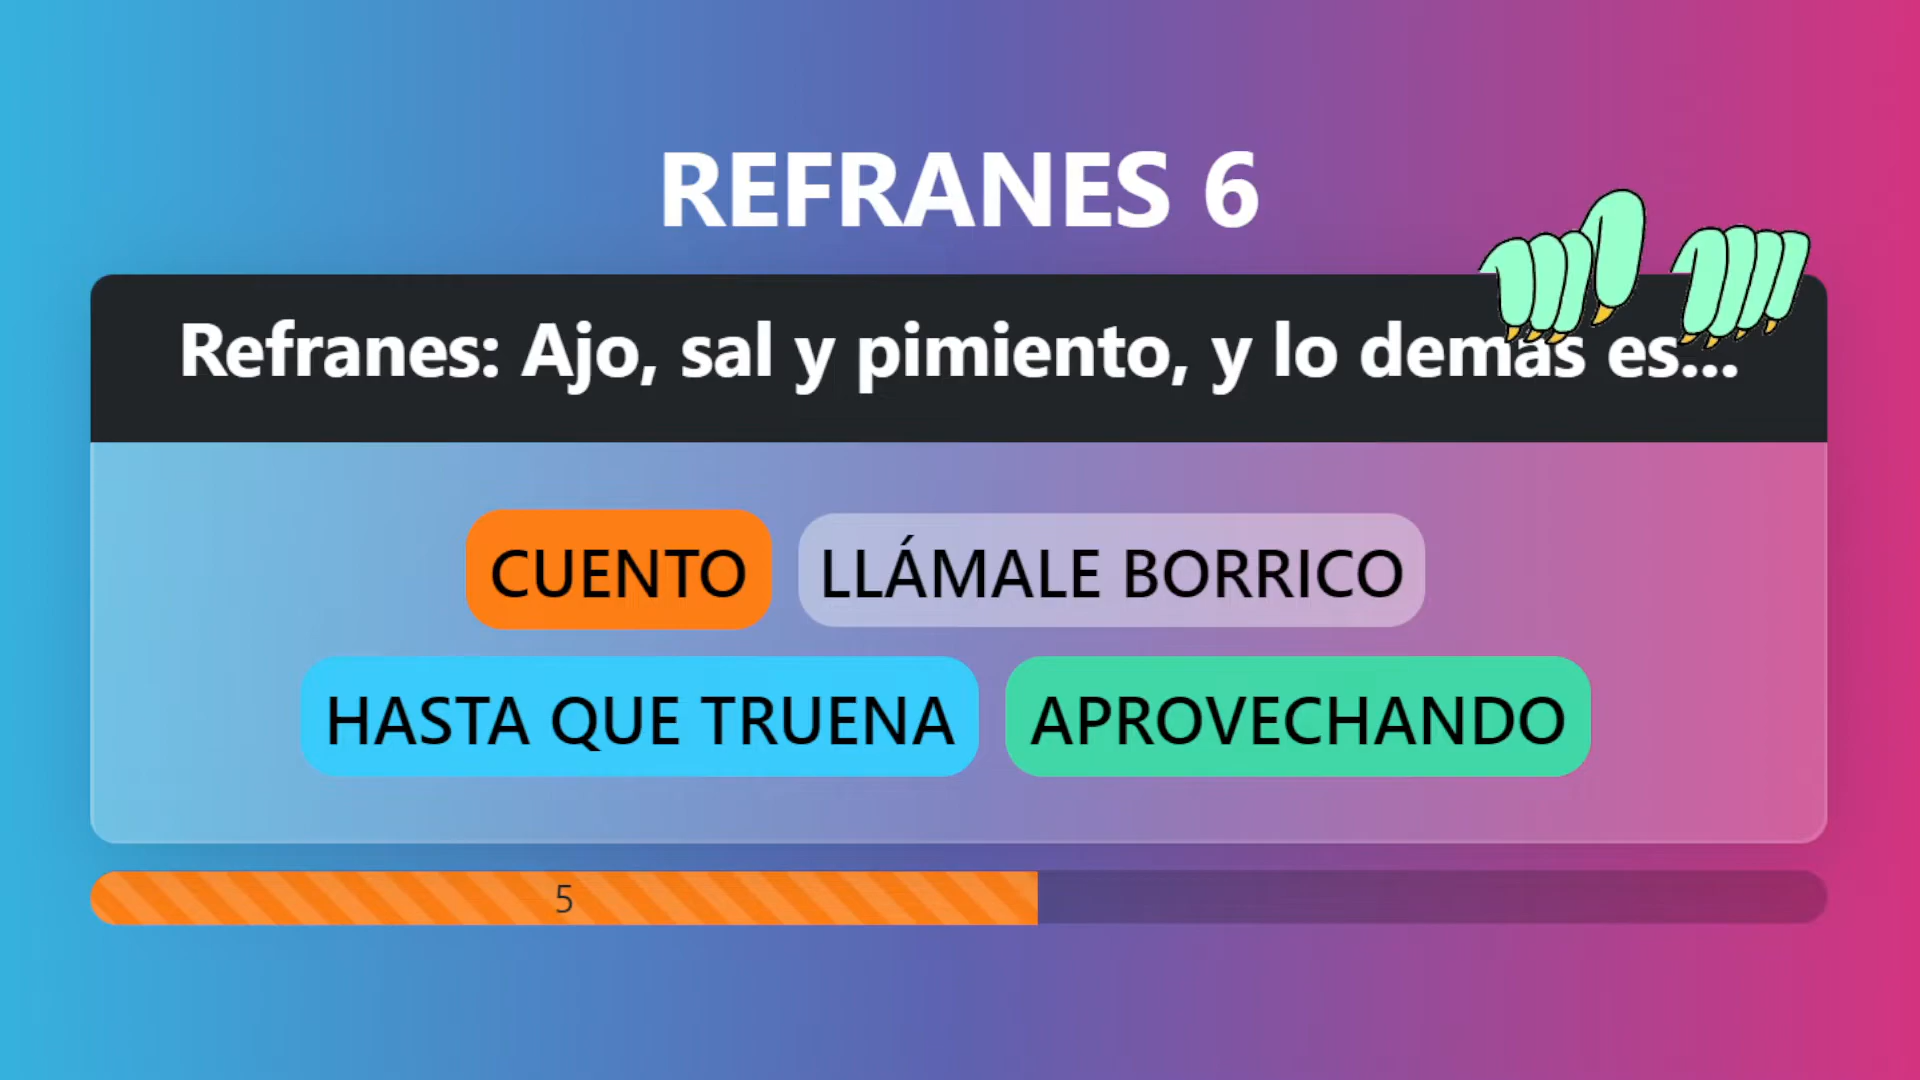 REFRANES 6
Refranes: Ajo, sal y pimiento, y lo demás es...
CUENTO
LLÁMALE BORRICO
HASTA QUE TRUENA
APROVECHANDO
5